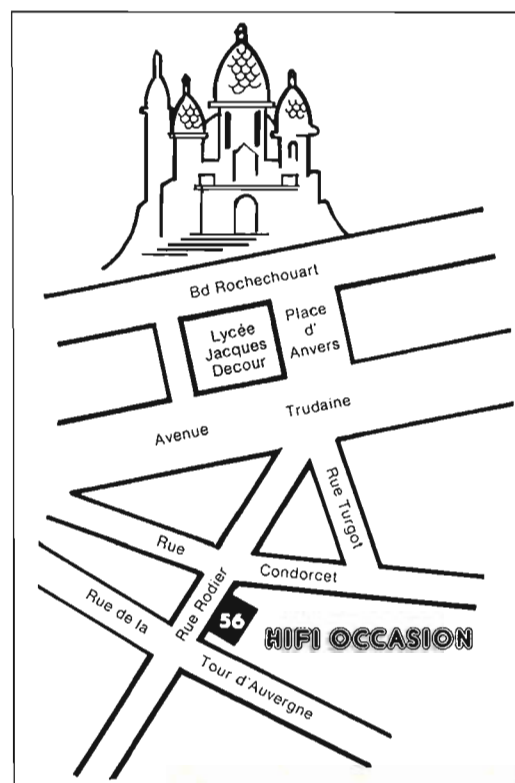 Bd Rochechouart
Lycée
Jacques
Decour
Place
d'
Anvers
Avenue Trudaine
Rue Turgot
Rue Condorcet
Rue Rodier
Rue de la Tour d'Auvergne
56
HIFI OCCASION